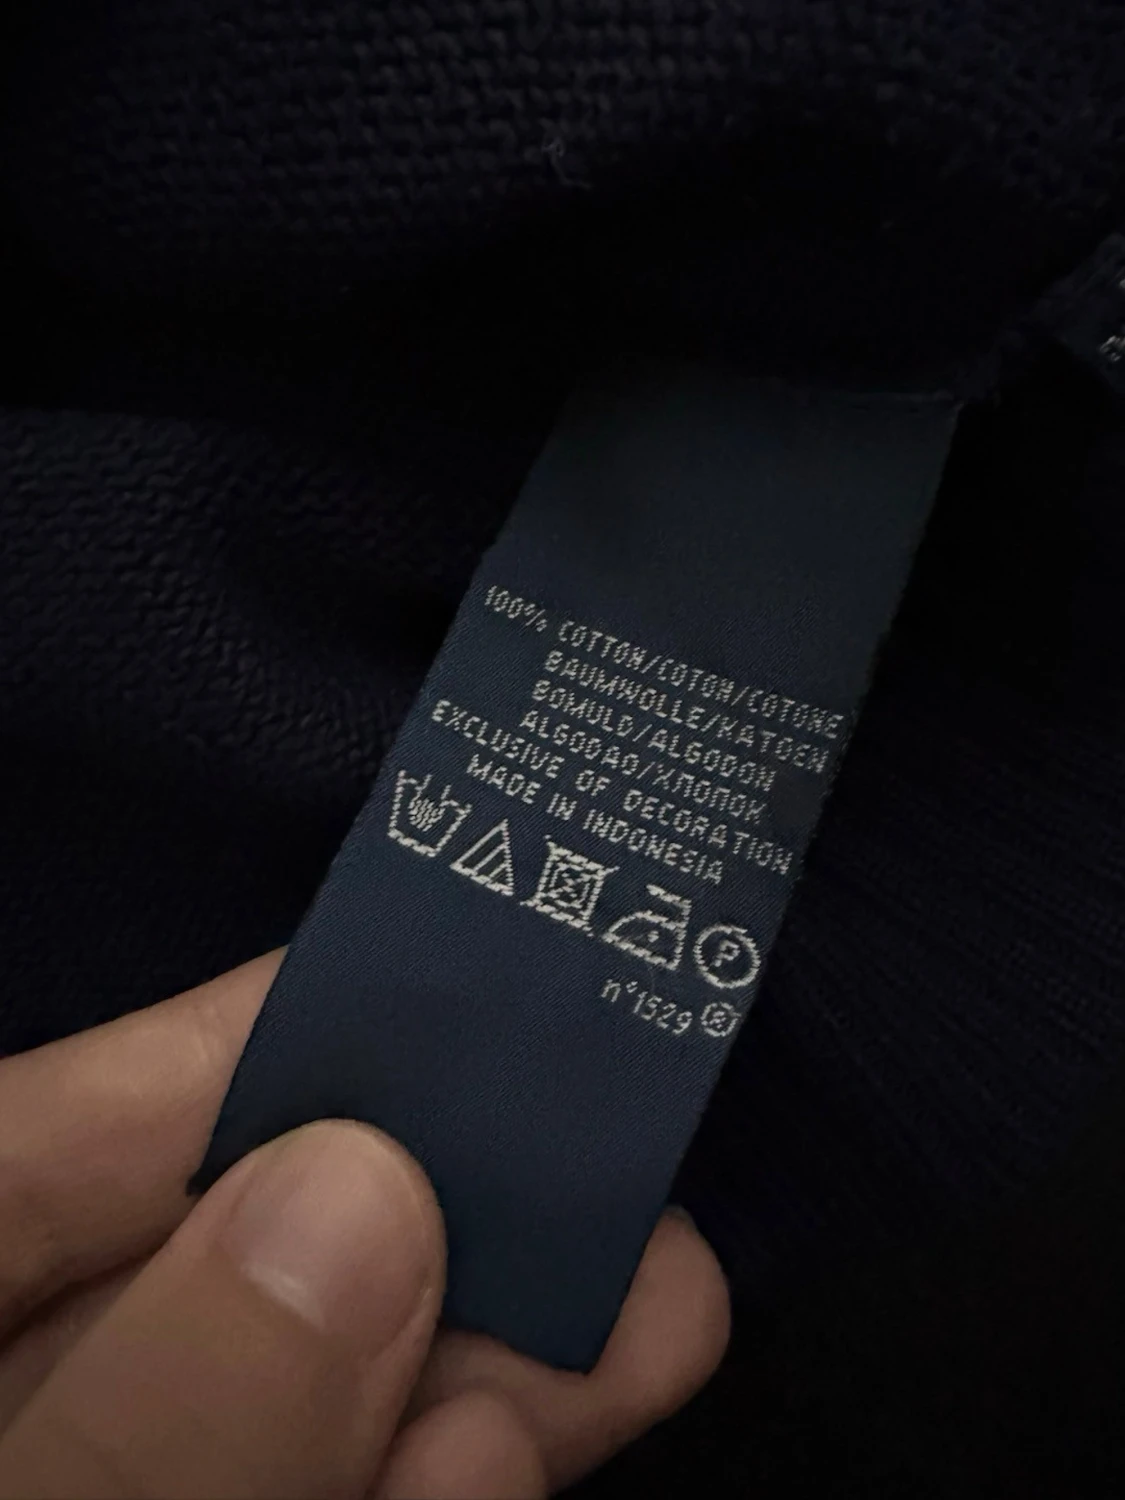 100% COTTON/COTON/COTONE
BAUMWOLLE/KATOEN
BOMULD/ALGODON
ALGODAO/ХЛОПОК
EXCLUSIVE OF DECORATION
MADE IN INDONESIA
P
n°1529 ®